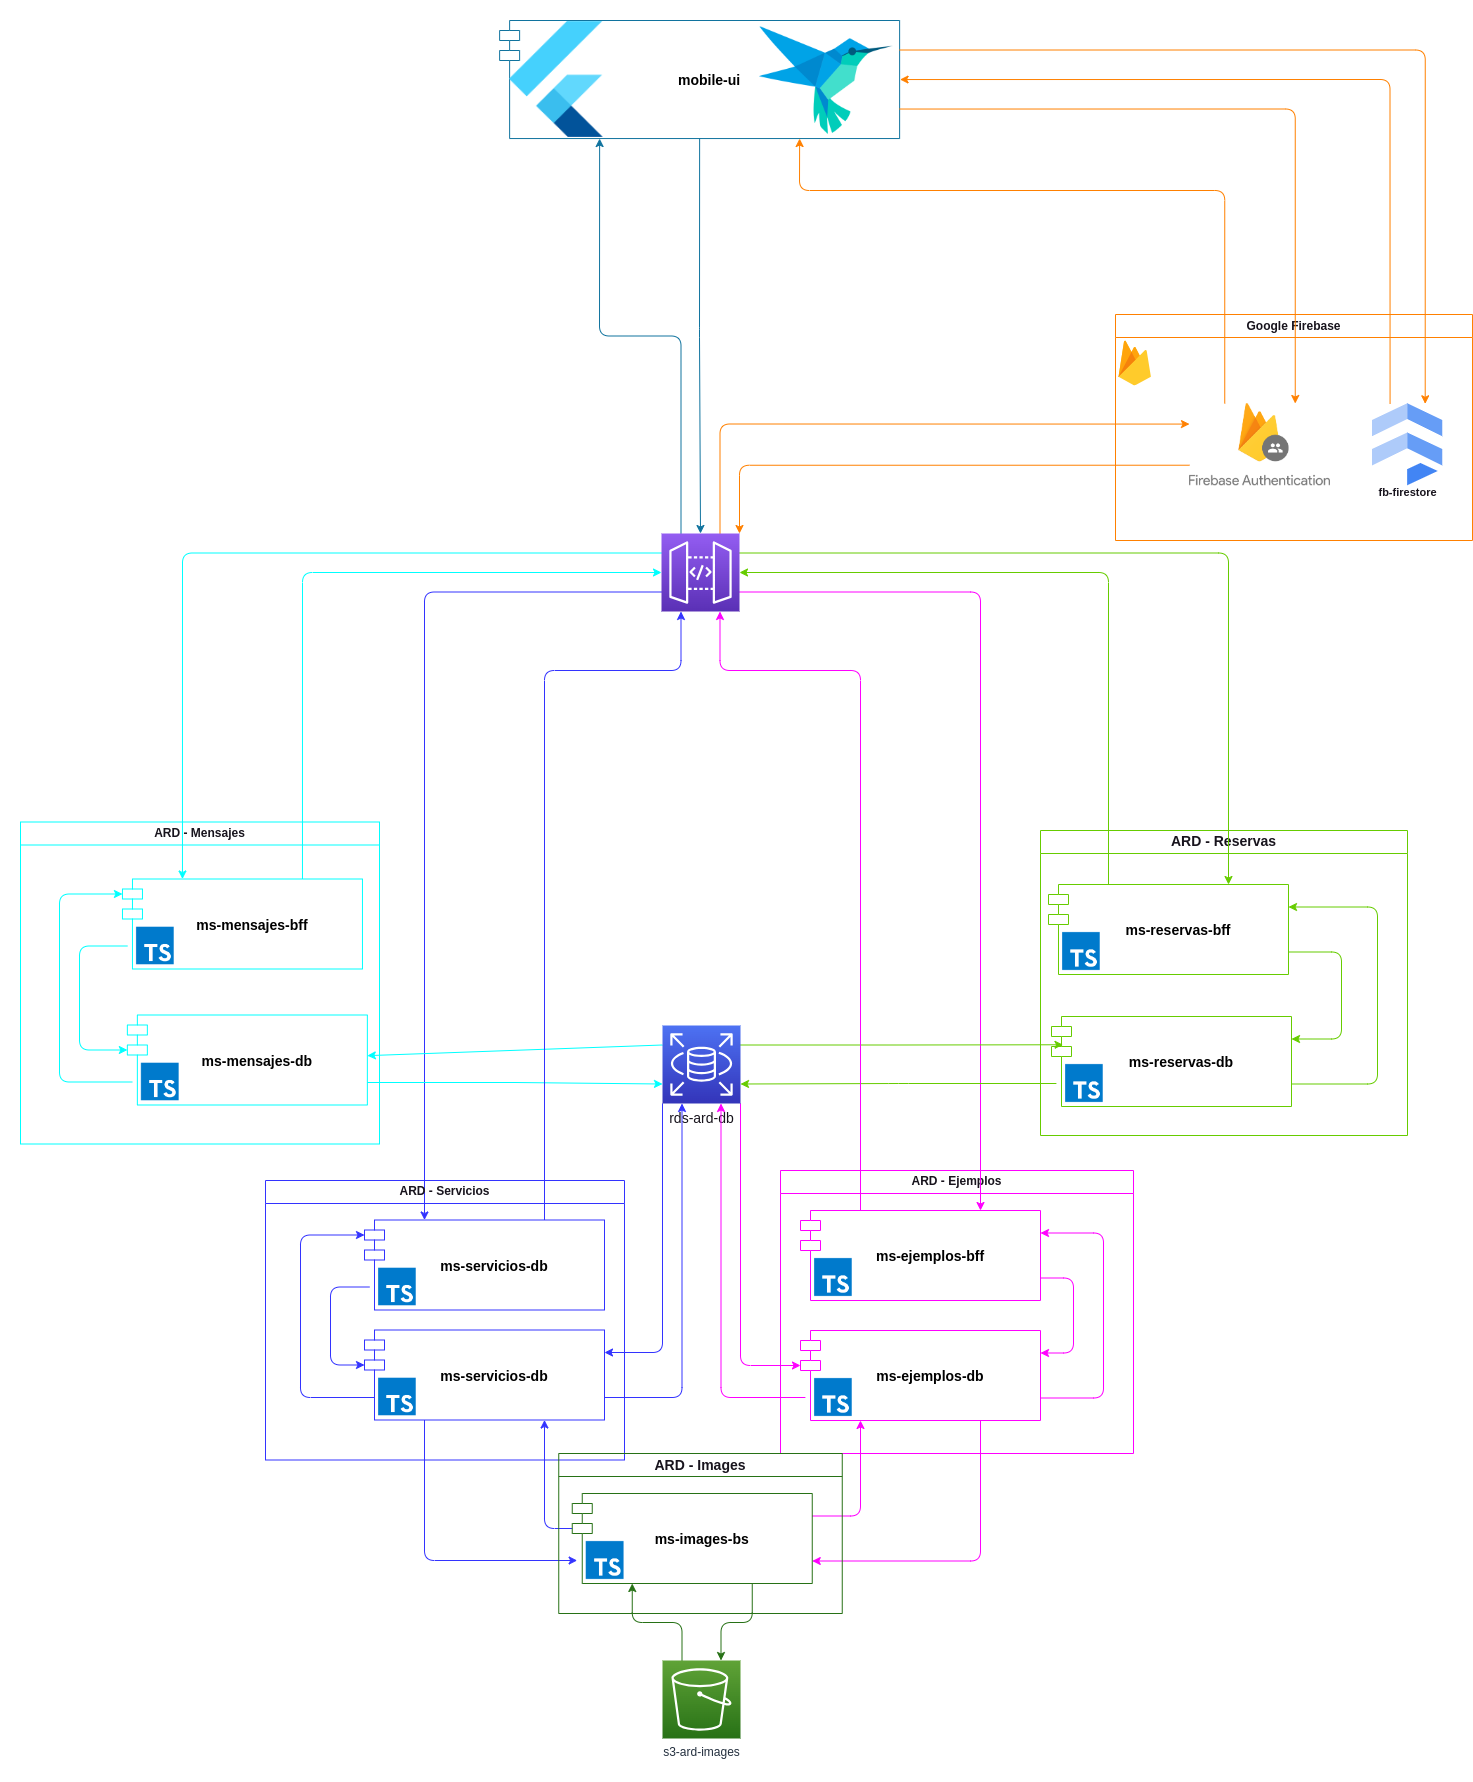 mobile-ui
Google Firebase
Firebase Authentication
fb-firestore
ARD - Mensajes
ms-mensajes-bff
TS
ms-mensajes-db
TS
ARD - Reservas
ms-reservas-bff
TS
ms-reservas-db
TS
rds-ard-db
ARD - Servicios
ms-servicios-db
TS
ms-servicios-db
TS
ARD - Ejemplos
ms-ejemplos-bff
TS
ms-ejemplos-db
TS
ARD - Images
ms-images-bs
TS
s3-ard-images